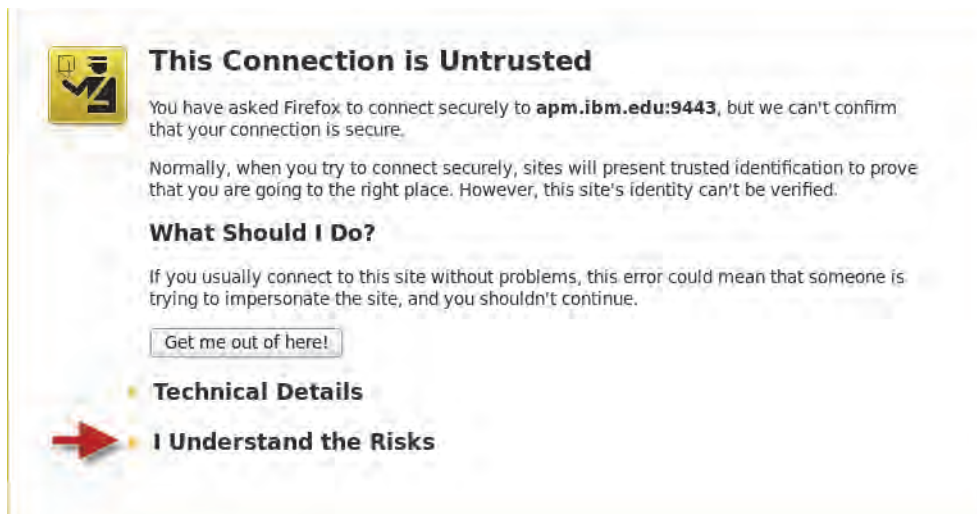 This Connection is Untrusted
You have asked Firefox to connect securely to apm.ibm.edu:9443, but we can't confirm
that your connection is secure.
Normally, when you try to connect securely, sites will present trusted identification to prove
that you are going to the right place. However, this site's identity can't be verified.
What Should I Do?
If you usually connect to this site without problems, this error could mean that someone is
trying to impersonate the site, and you shouldn't continue.
Get me out of here!
Technical Details
I Understand the Risks